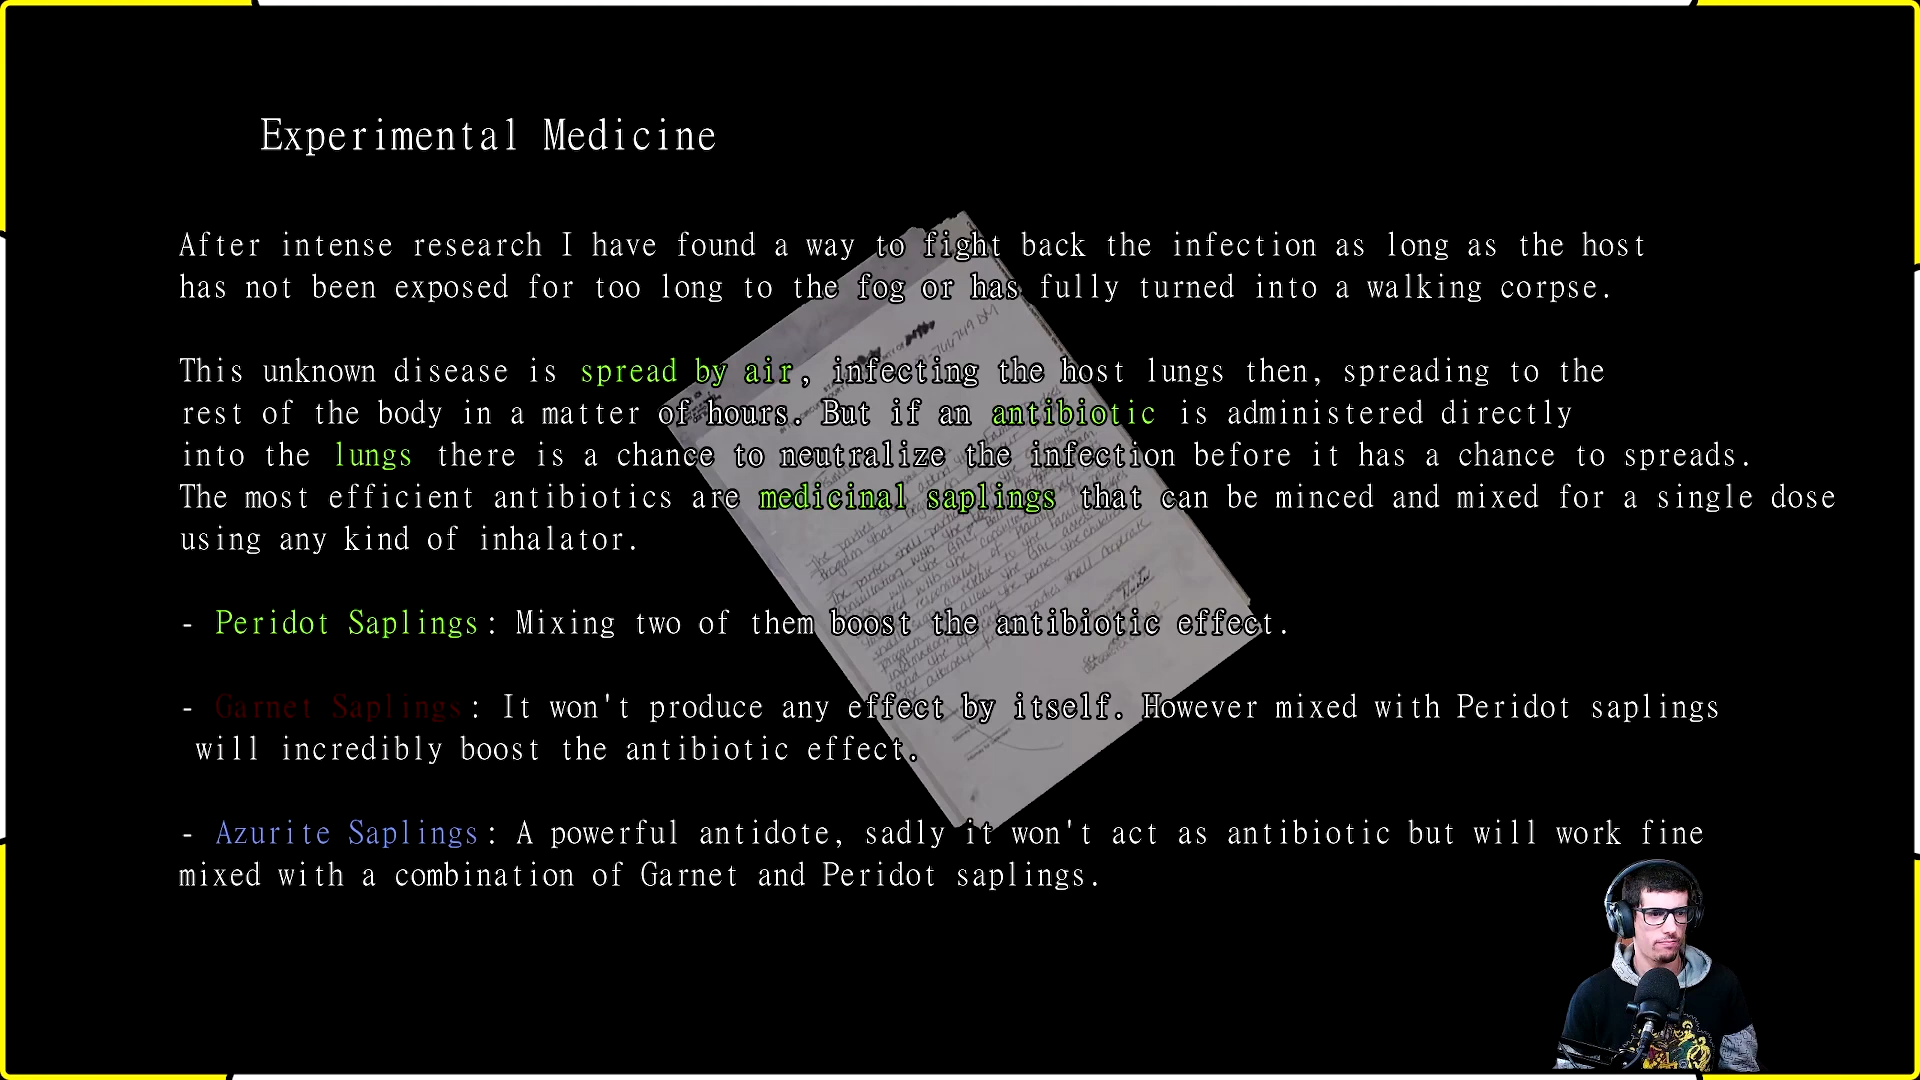 Experimental Medicine
After intense research I have found a way to fight back the infection as long as the host
has not been exposed for too long to the fog or has fully turned into a walking corpse.
This unknown disease is spread by air, infecting the host lungs then, spreading to the
rest of the body in a matter of hours. But if an antibiotic is administered directly
into the lungs there is a chance to neutralize the infection before it has a chance to spreads.
The most efficient antibiotics are medicinal saplings that can be minced and mixed for a single dose
using any kind of inhalator.
- Peridot Saplings: Mixing two of them boost the antibiotic effect.
- Garnet Saplings: It won't produce any effect by itself. However mixed with Peridot saplings
will incredibly boost the antibiotic effect.
- Azurite Saplings: A powerful antidote, sadly it won't act as antibiotic but will work fine
mixed with a combination of Garnet and Peridot saplings.